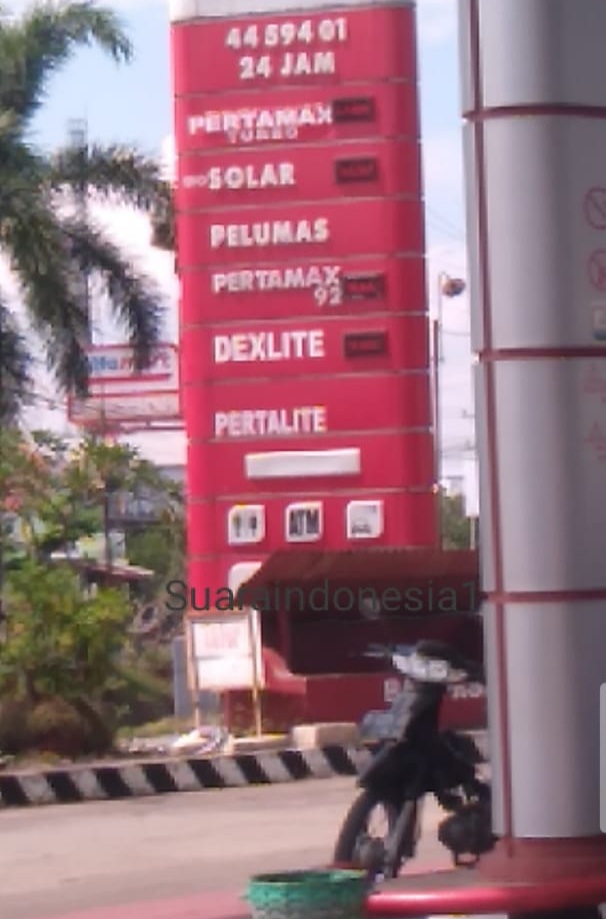 44 594 01
24 JAM
PERTAMAX
TURBO
SOLAR
PELUMAS
PERTAMAX
92
DEXLITE
PERTALITE
ATM
Suaraindonesia1